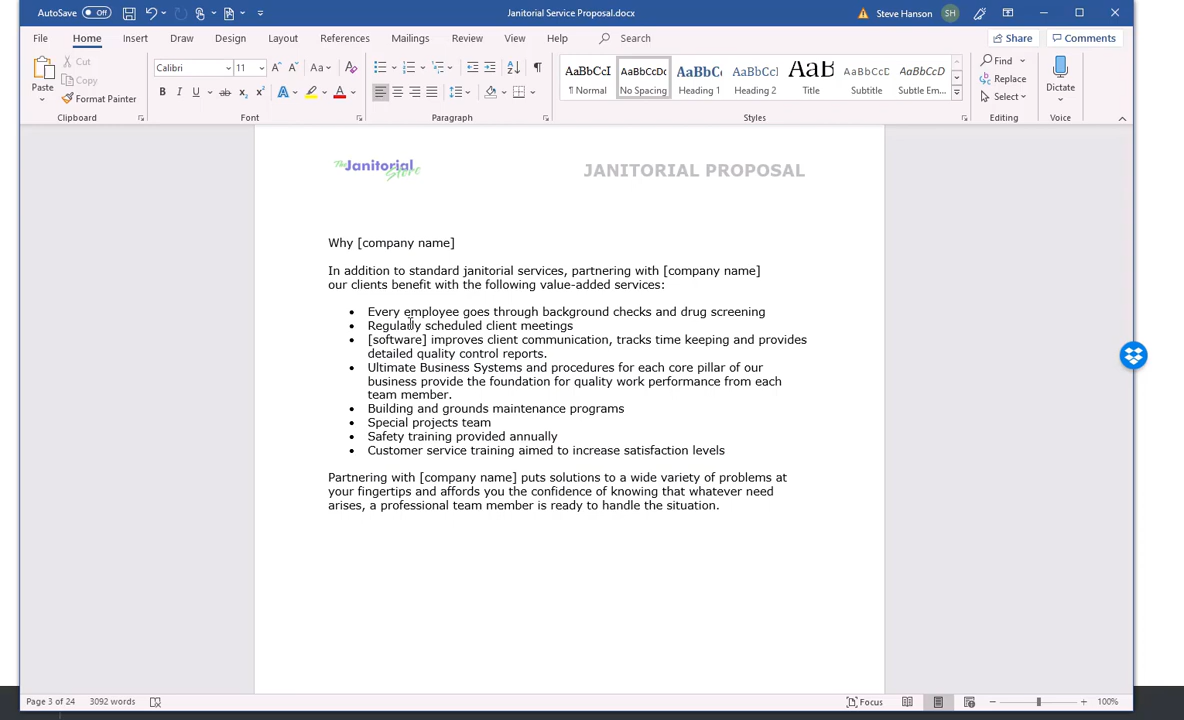 AutoSave Off
Janitorial Service Proposal.docx
Steve Hanson SH
File Home Insert Draw Design Layout References Mailings Review View Help Search
Share Comments
Paste
Cut
Copy
Format Painter
Calibri 11
AaBbCcI AaBbCcDc AaBbC AaBbCcI AaB AaBbCcD AaBbCcD
¶ Normal No Spacing Heading 1 Heading 2 Title Subtitle Subtle Em...
Find
Replace
Select
Dictate
Clipboard Font Paragraph Styles Editing Voice
The Janitorial Store
JANITORIAL PROPOSAL
Why [company name]
In addition to standard janitorial services, partnering with [company name]
our clients benefit with the following value-added services:
• Every employee goes through background checks and drug screening
• Regularly scheduled client meetings
• [software] improves client communication, tracks time keeping and provides
detailed quality control reports.
• Ultimate Business Systems and procedures for each core pillar of our
business provide the foundation for quality work performance from each
team member.
• Building and grounds maintenance programs
• Special projects team
• Safety training provided annually
• Customer service training aimed to increase satisfaction levels
Partnering with [company name] puts solutions to a wide variety of problems at
your fingertips and affords you the confidence of knowing that whatever need
arises, a professional team member is ready to handle the situation.
Page 3 of 24 3092 words
Focus
100%